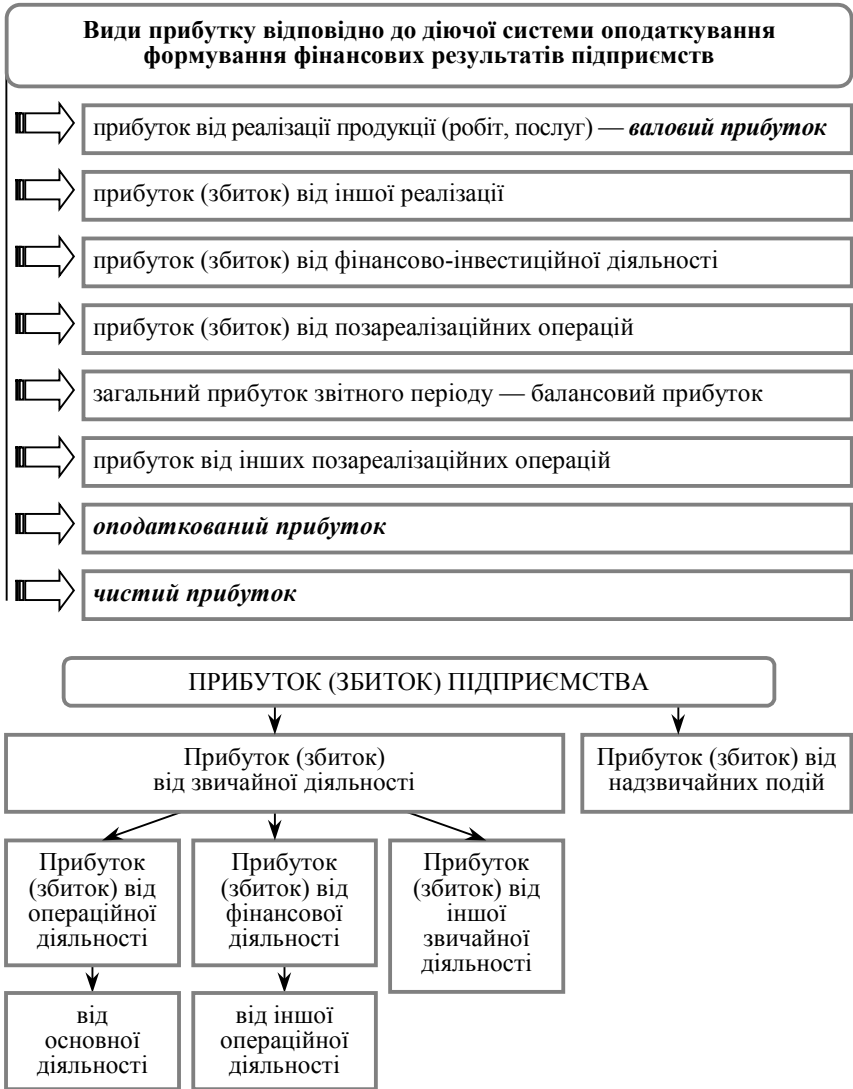 Види прибутку відповідно до діючої системи оподаткування
формування фінансових результатів підприємств
прибуток від реалізації продукції (робіт, послуг) — валовий прибуток
прибуток (збиток) від іншої реалізації
прибуток (збиток) від фінансово-інвестиційної діяльності
прибуток (збиток) від позареалізаційних операцій
загальний прибуток звітного періоду — балансовий прибуток
прибуток від інших позареалізаційних операцій
оподаткований прибуток
чистий прибуток
ПРИБУТОК (ЗБИТОК) ПІДПРИЄМСТВА
Прибуток (збиток)
від звичайної діяльності
Прибуток (збиток) від
надзвичайних подій
Прибуток
(збиток) від
операційної
діяльності
Прибуток
(збиток) від
фінансової
діяльності
Прибуток
(збиток) від
іншої
звичайної
діяльності
від
основної
діяльності
від іншої
операційної
діяльності